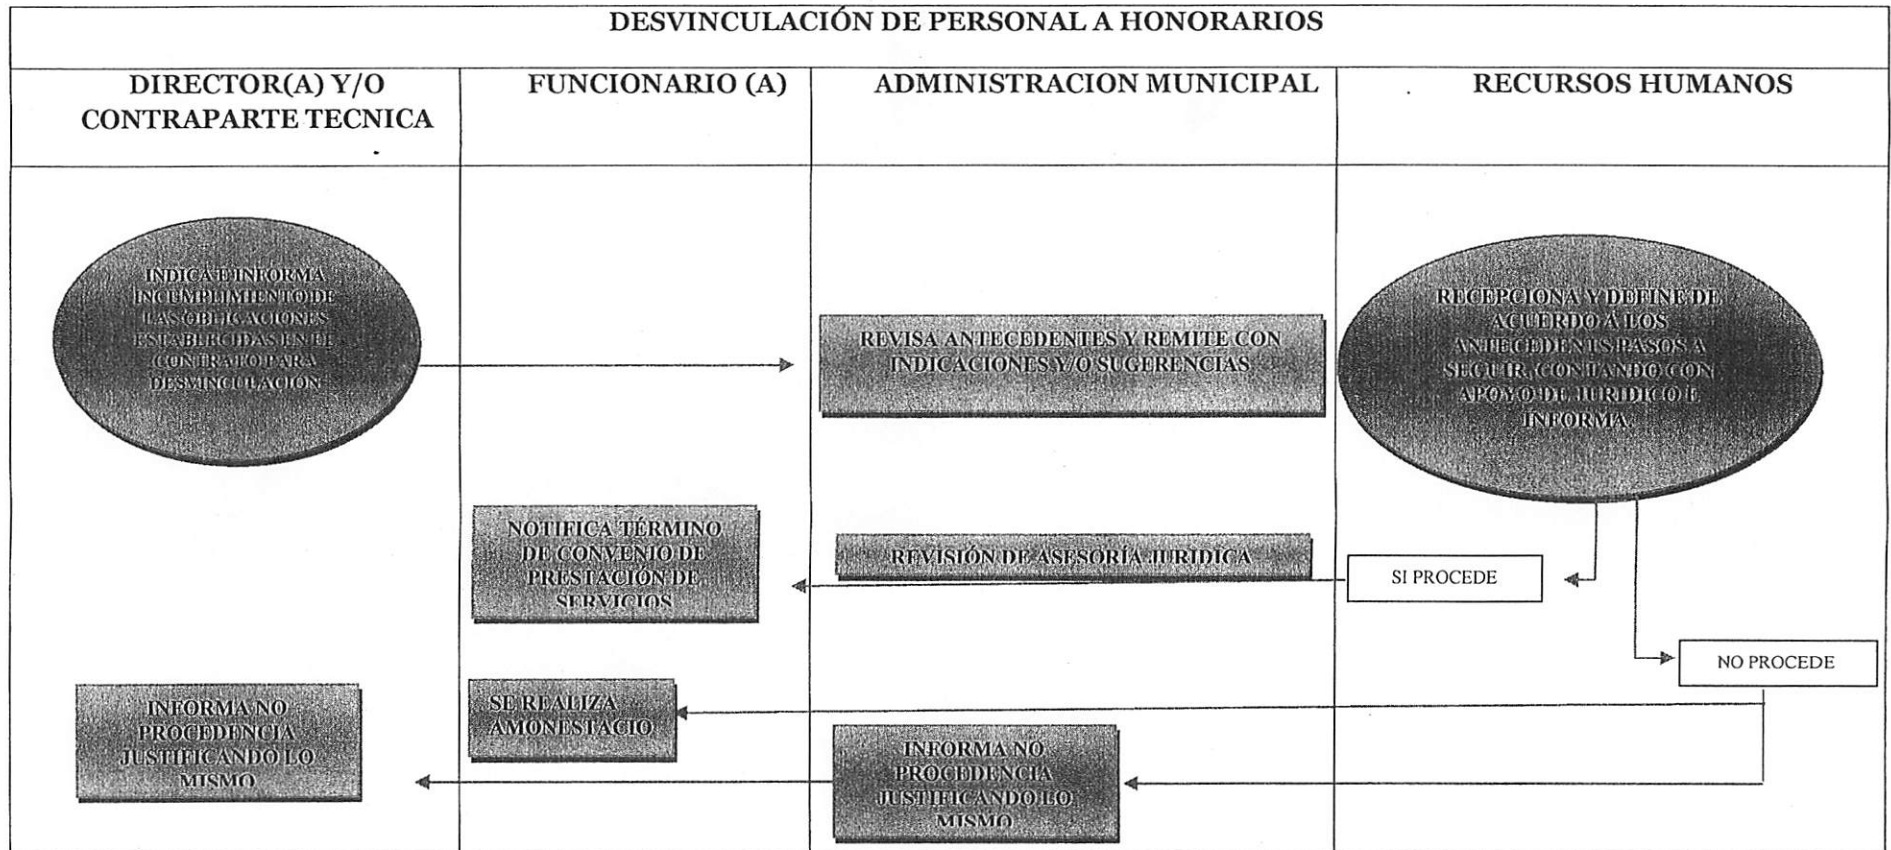 DESVINCULACIÓN DE PERSONAL A HONORARIOS
DIRECTOR(A) Y/O
CONTRAPARTE TECNICA
FUNCIONARIO (A)
ADMINISTRACION MUNICIPAL
RECURSOS HUMANOS
INDICA E INFORMA
INCUMPLIMIENTO DE
LAS OBLIGACIONES
ESTABLECIDAS EN EL
CONTRATO PARA
DESVINCULACIÓN
REVISA ANTECEDENTES Y REMITE CON
INDICACIONES Y/O SUGERENCIAS
RECEPCIONA Y DEFINE DE
ACUERDO A LOS
ANTECEDENTS PASOS A
SEGUIR, CONTANDO CON
APOYO DE JURIDICO E
INFORMA.
NOTIFICA TÉRMINO
DE CONVENIO DE
PRESTACIÓN DE
SERVICIOS
REVISIÓN DE ASESORÍA JURIDICA
SI PROCEDE
NO PROCEDE
INFORMA NO
PROCEDENCIA
JUSTIFICANDO LO
MISMO
SE REALIZA
AMONESTACIO
INFORMA NO
PROCEDENCIA
JUSTIFICANDO LO
MISMO